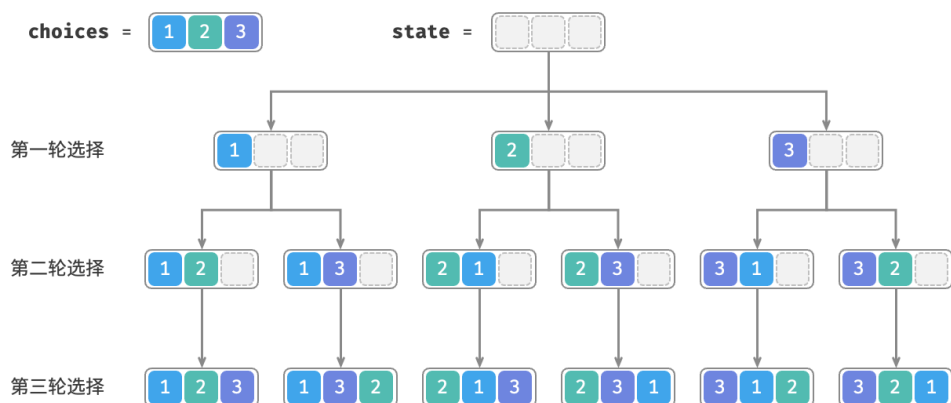 choices = 1 2 3 state =
第一轮选择 1 2 3
第二轮选择 1 2 1 3 2 1 2 3 3 1 3 2
第三轮选择 1 2 3 1 3 2 2 1 3 2 3 1 3 1 2 3 2 1